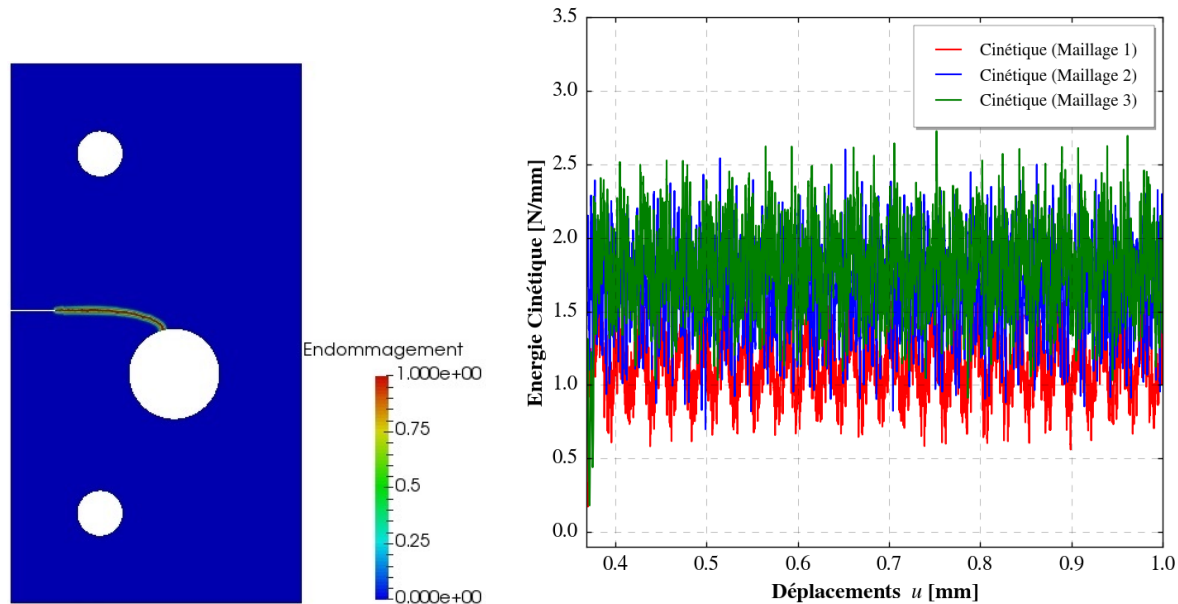 Endommagement
1.000e+00
0.75
0.5
0.25
0.000e+00
Energie Cinétique [N/mm]
3.5
3.0
2.5
2.0
1.5
1.0
0.5
0.0
Cinétique (Maillage 1)
Cinétique (Maillage 2)
Cinétique (Maillage 3)
0.4 0.5 0.6 0.7 0.8 0.9 1.0
Déplacements u [mm]